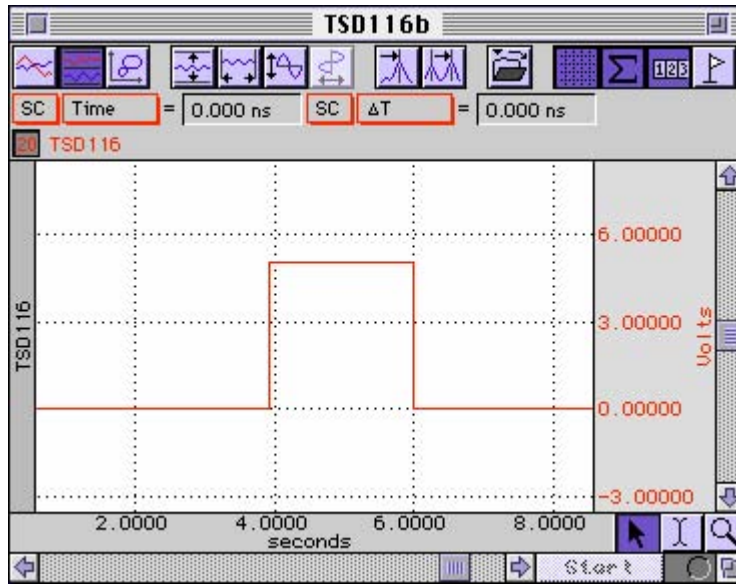 TSD116b
123
SC Time = 0.000 ns SC ΔT = 0.000 ns
20 TSD116
6.00000
3.00000
0.00000
-3.00000
TSD116
Volts
2.0000 4.0000 6.0000 8.0000
seconds
Start